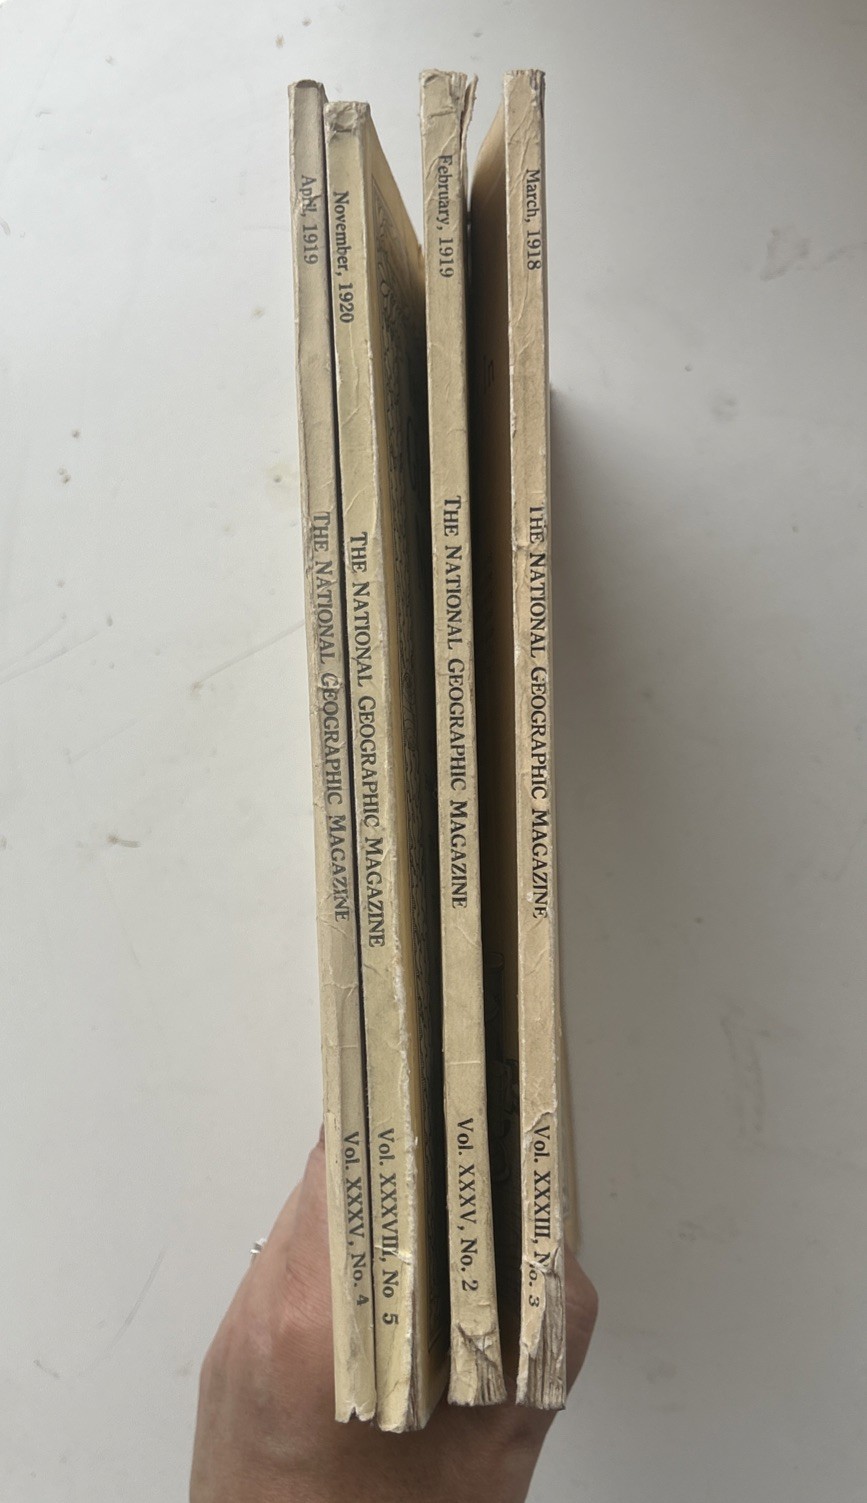 April, 1919
THE NATIONAL GEOGRAPHIC MAGAZINE
Vol. XXXV, No. 4
November, 1920
THE NATIONAL GEOGRAPHIC MAGAZINE
Vol. XXXVIII, No 5
February, 1919
THE NATIONAL GEOGRAPHIC MAGAZINE
Vol. XXXV, No. 2
March, 1918
THE NATIONAL GEOGRAPHIC MAGAZINE
Vol. XXXIII, No. 3